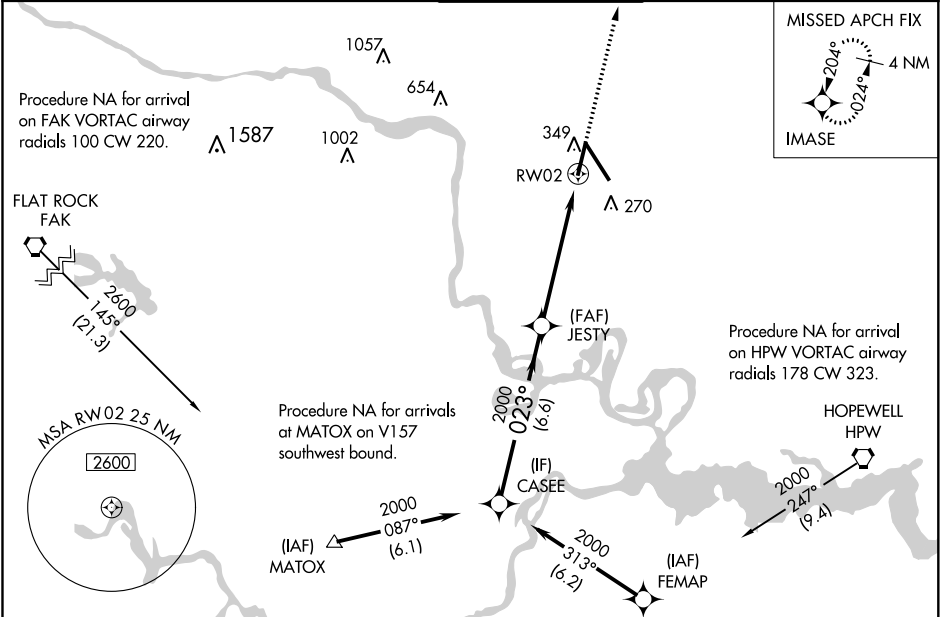 MISSED APCH FIX
204°
024°
4 NM
IMASE
1057
654
1587
1002
349
RW02
270
Procedure NA for arrival
on FAK VORTAC airway
radials 100 CW 220.
FLAT ROCK
FAK
2600
145°
(21.3)
(FAF)
JESTY
2000
023°
(6.6)
Procedure NA for arrival
on HPW VORTAC airway
radials 178 CW 323.
HOPEWELL
HPW
2000
247°
(9.4)
Procedure NA for arrivals
at MATOX on V157
southwest bound.
MSA RW02 25 NM
2600
(IF)
CASEE
2000
087°
(6.1)
(IAF)
MATOX
2000
313°
(6.2)
(IAF)
FEMAP